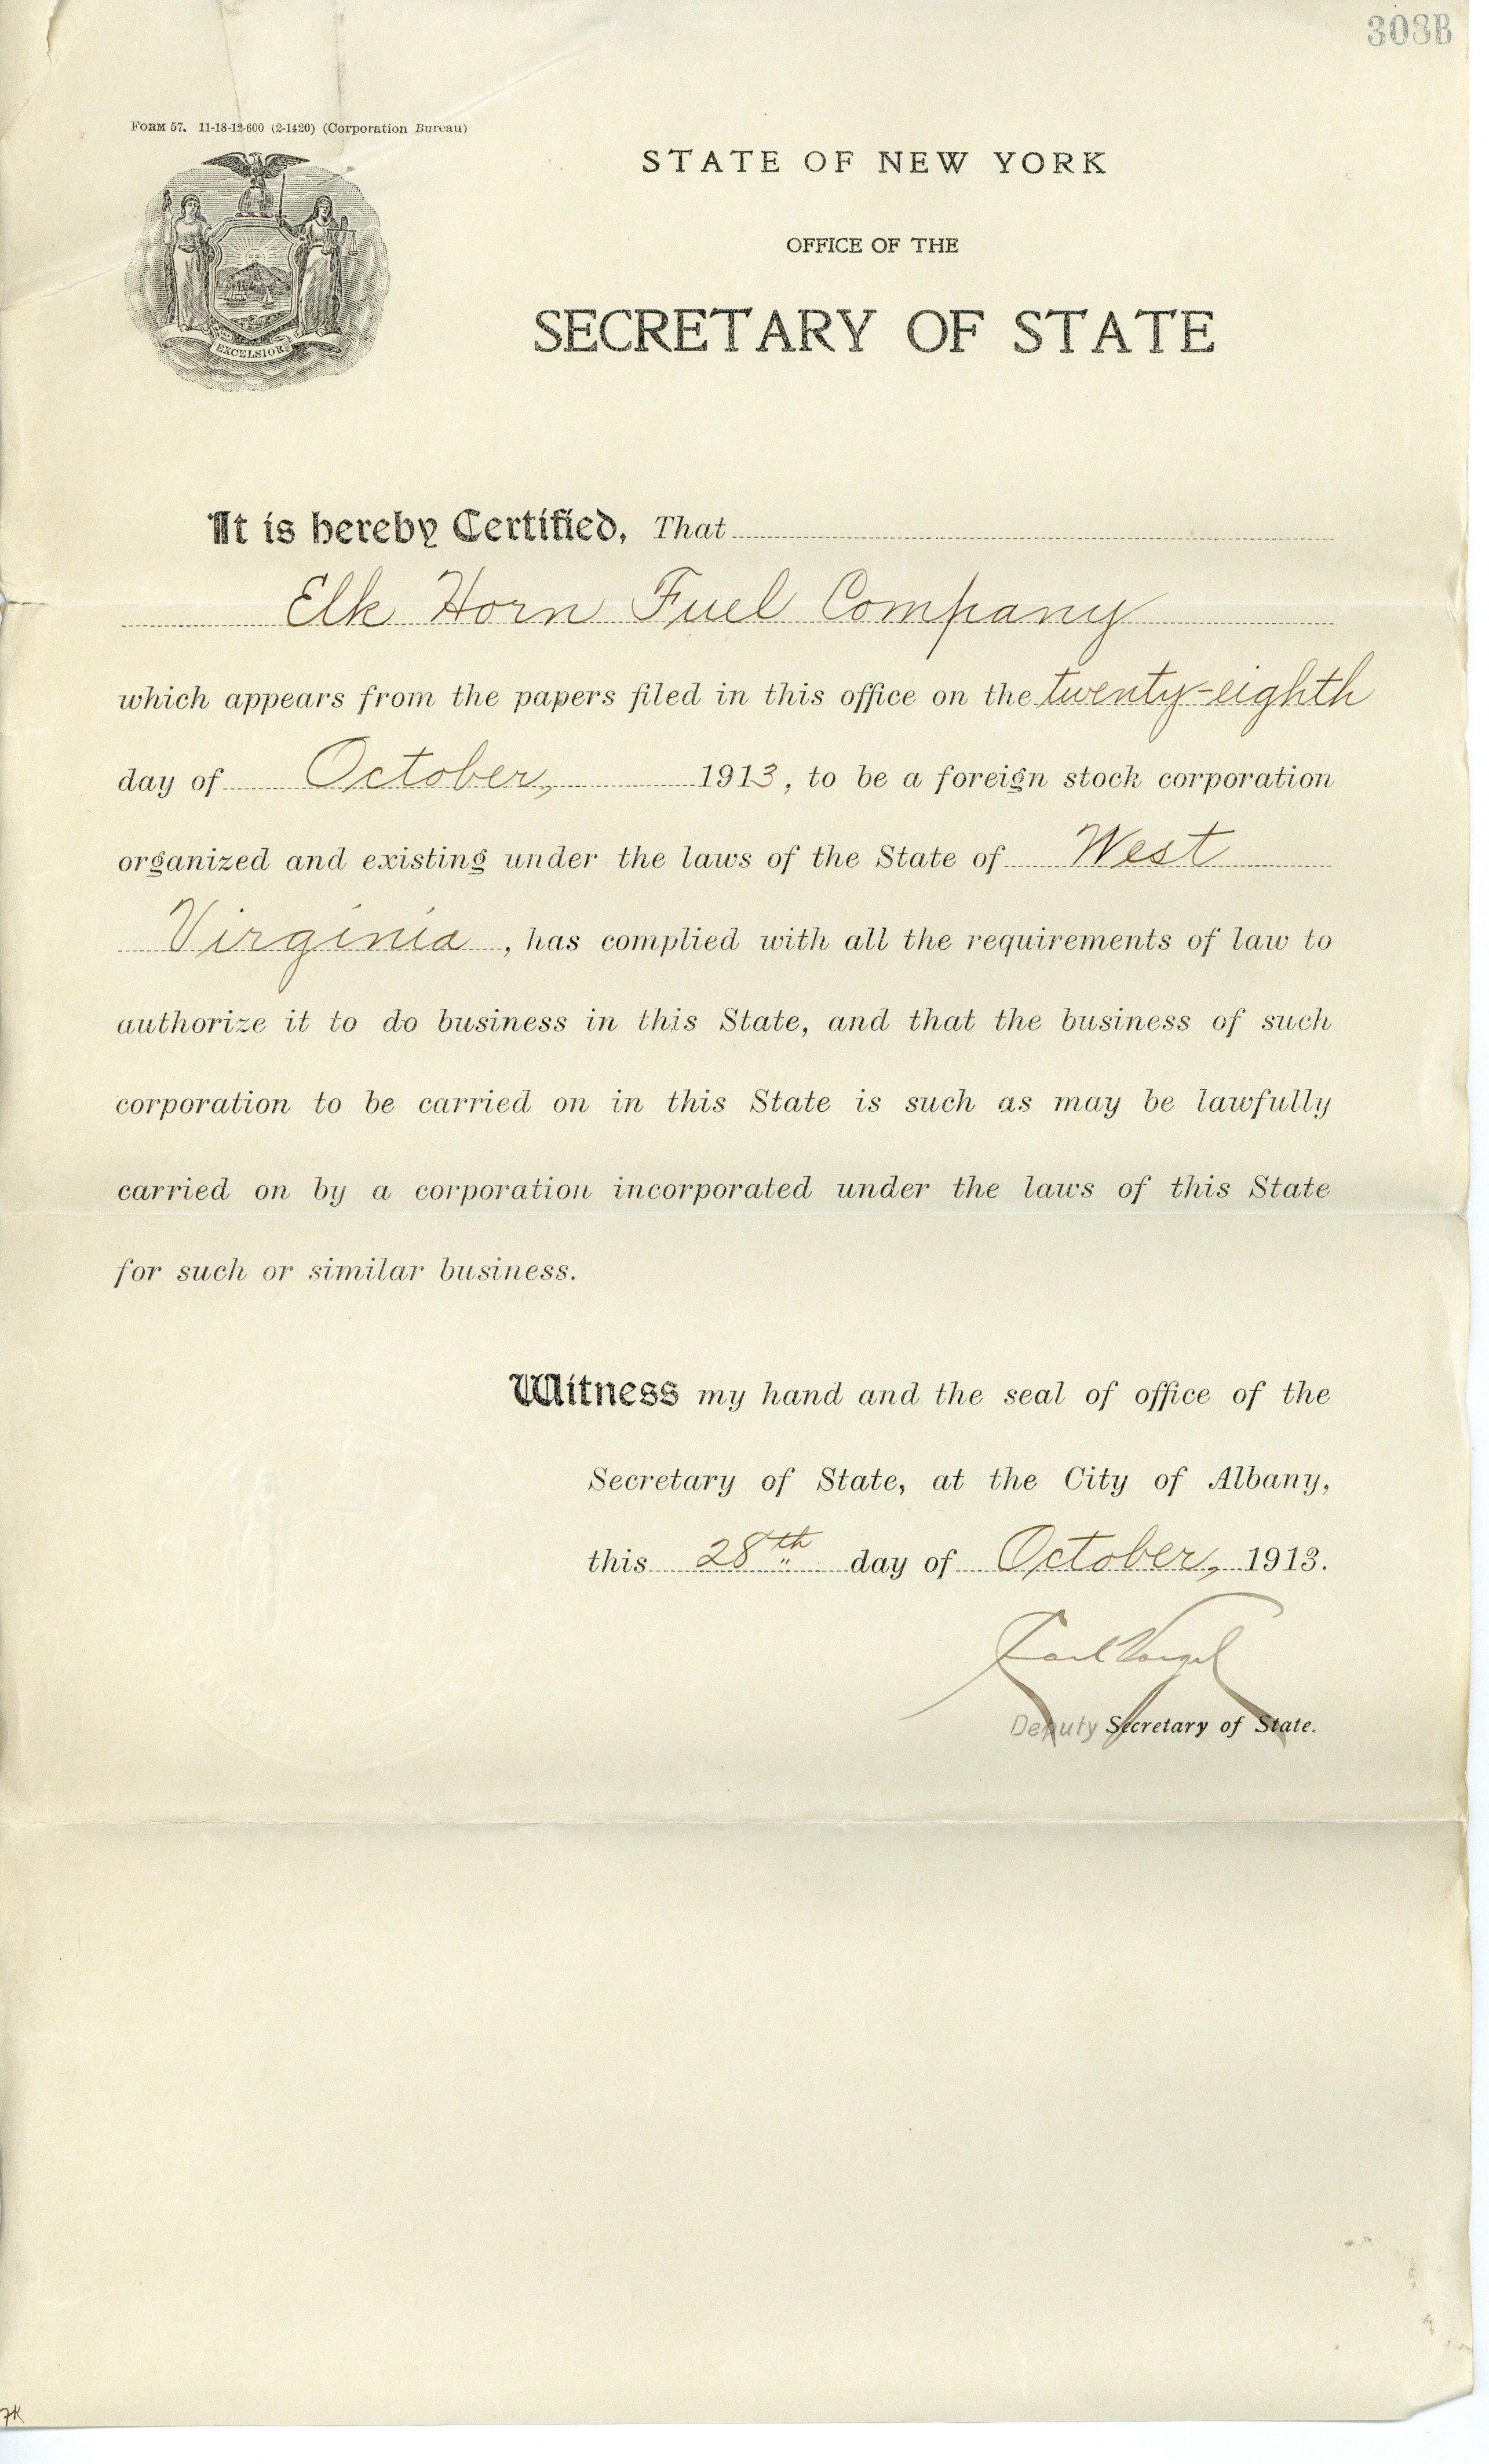 308B
FORM 57. 11-18-12-600 (2-1420) (Corporation Bureau)
STATE OF NEW YORK
OFFICE OF THE
SECRETARY OF STATE
EXCELSIOR
It is hereby Certified, That
Elk Horn Fuel Company
which appears from the papers filed in this office on the twenty-eighth
day of October, 1913, to be a foreign stock corporation
organized and existing under the laws of the State of West
Virginia, has complied with all the requirements of law to
authorize it to do business in this State, and that the business of such
corporation to be carried on in this State is such as may be lawfully
carried on by a corporation incorporated under the laws of this State
for such or similar business.
Witness my hand and the seal of office of the
Secretary of State, at the City of Albany,
this 28th day of October, 1913.
Deputy Secretary of State.